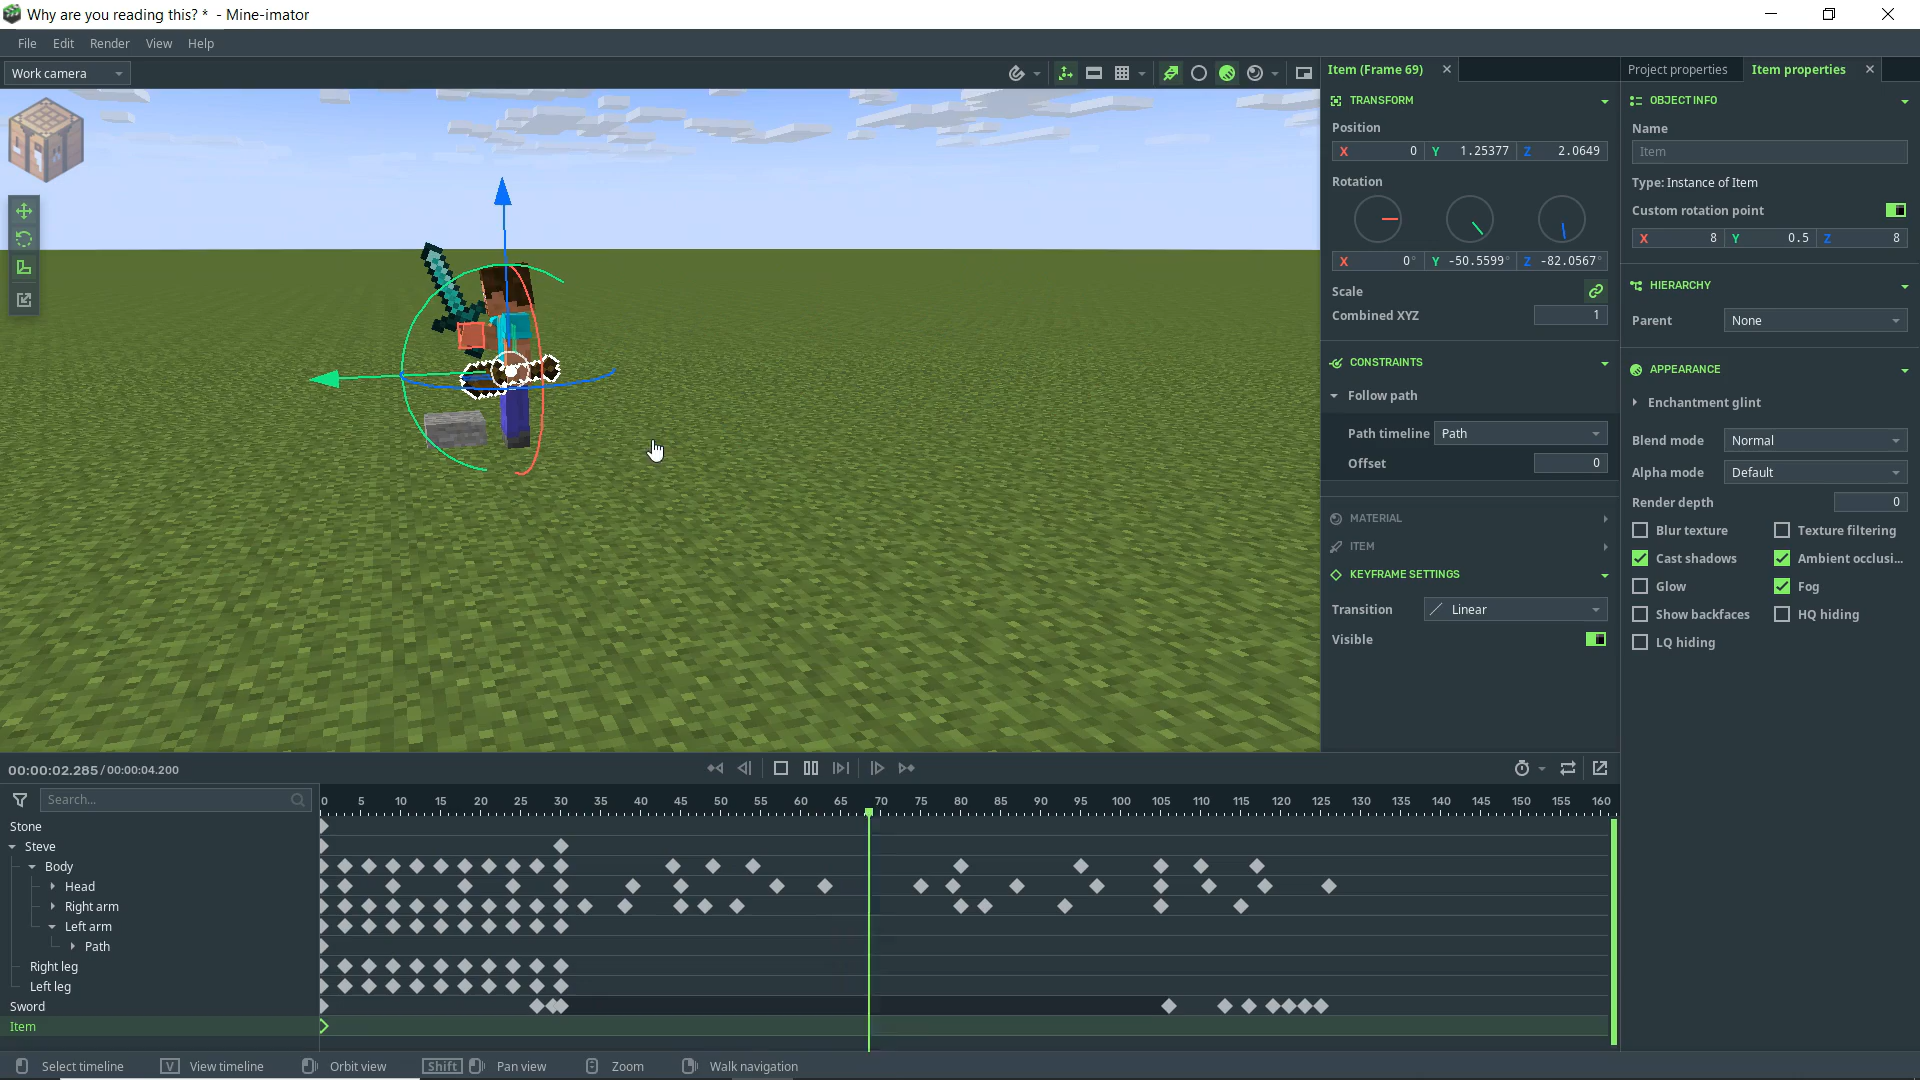 Why are you reading this? * - Mine-imator
File Edit Render View Help
Work camera
Item (Frame 69)
Project properties Item properties
TRANSFORM
Position
X 0 Y 1.25377 Z 2.0649
Rotation
X 0° Y -50.5599° Z -82.0567°
Scale
Combined XYZ 1
CONSTRAINTS
Follow path
Path timeline Path
Offset 0
MATERIAL
ITEM
KEYFRAME SETTINGS
Transition Linear
Visible
OBJECT INFO
Name
Item
Type: Instance of Item
Custom rotation point
X 8 Y 0.5 Z 8
HIERARCHY
Parent None
APPEARANCE
Enchantment glint
Blend mode Normal
Alpha mode Default
Render depth 0
Blur texture Texture filtering
Cast shadows Ambient occlusi...
Glow Fog
Show backfaces HQ hiding
LQ hiding
00:00:02.285 / 00:00:04.200
Search...
0 5 10 15 20 25 30 35 40 45 50 55 60 65 70 75 80 85 90 95 100 105 110 115 120 125 130 135 140 145 150 155 160
Stone
Steve
Body
Head
Right arm
Left arm
Path
Right leg
Left leg
Sword
Item
Select timeline V View timeline Orbit view Shift Pan view Zoom Walk navigation